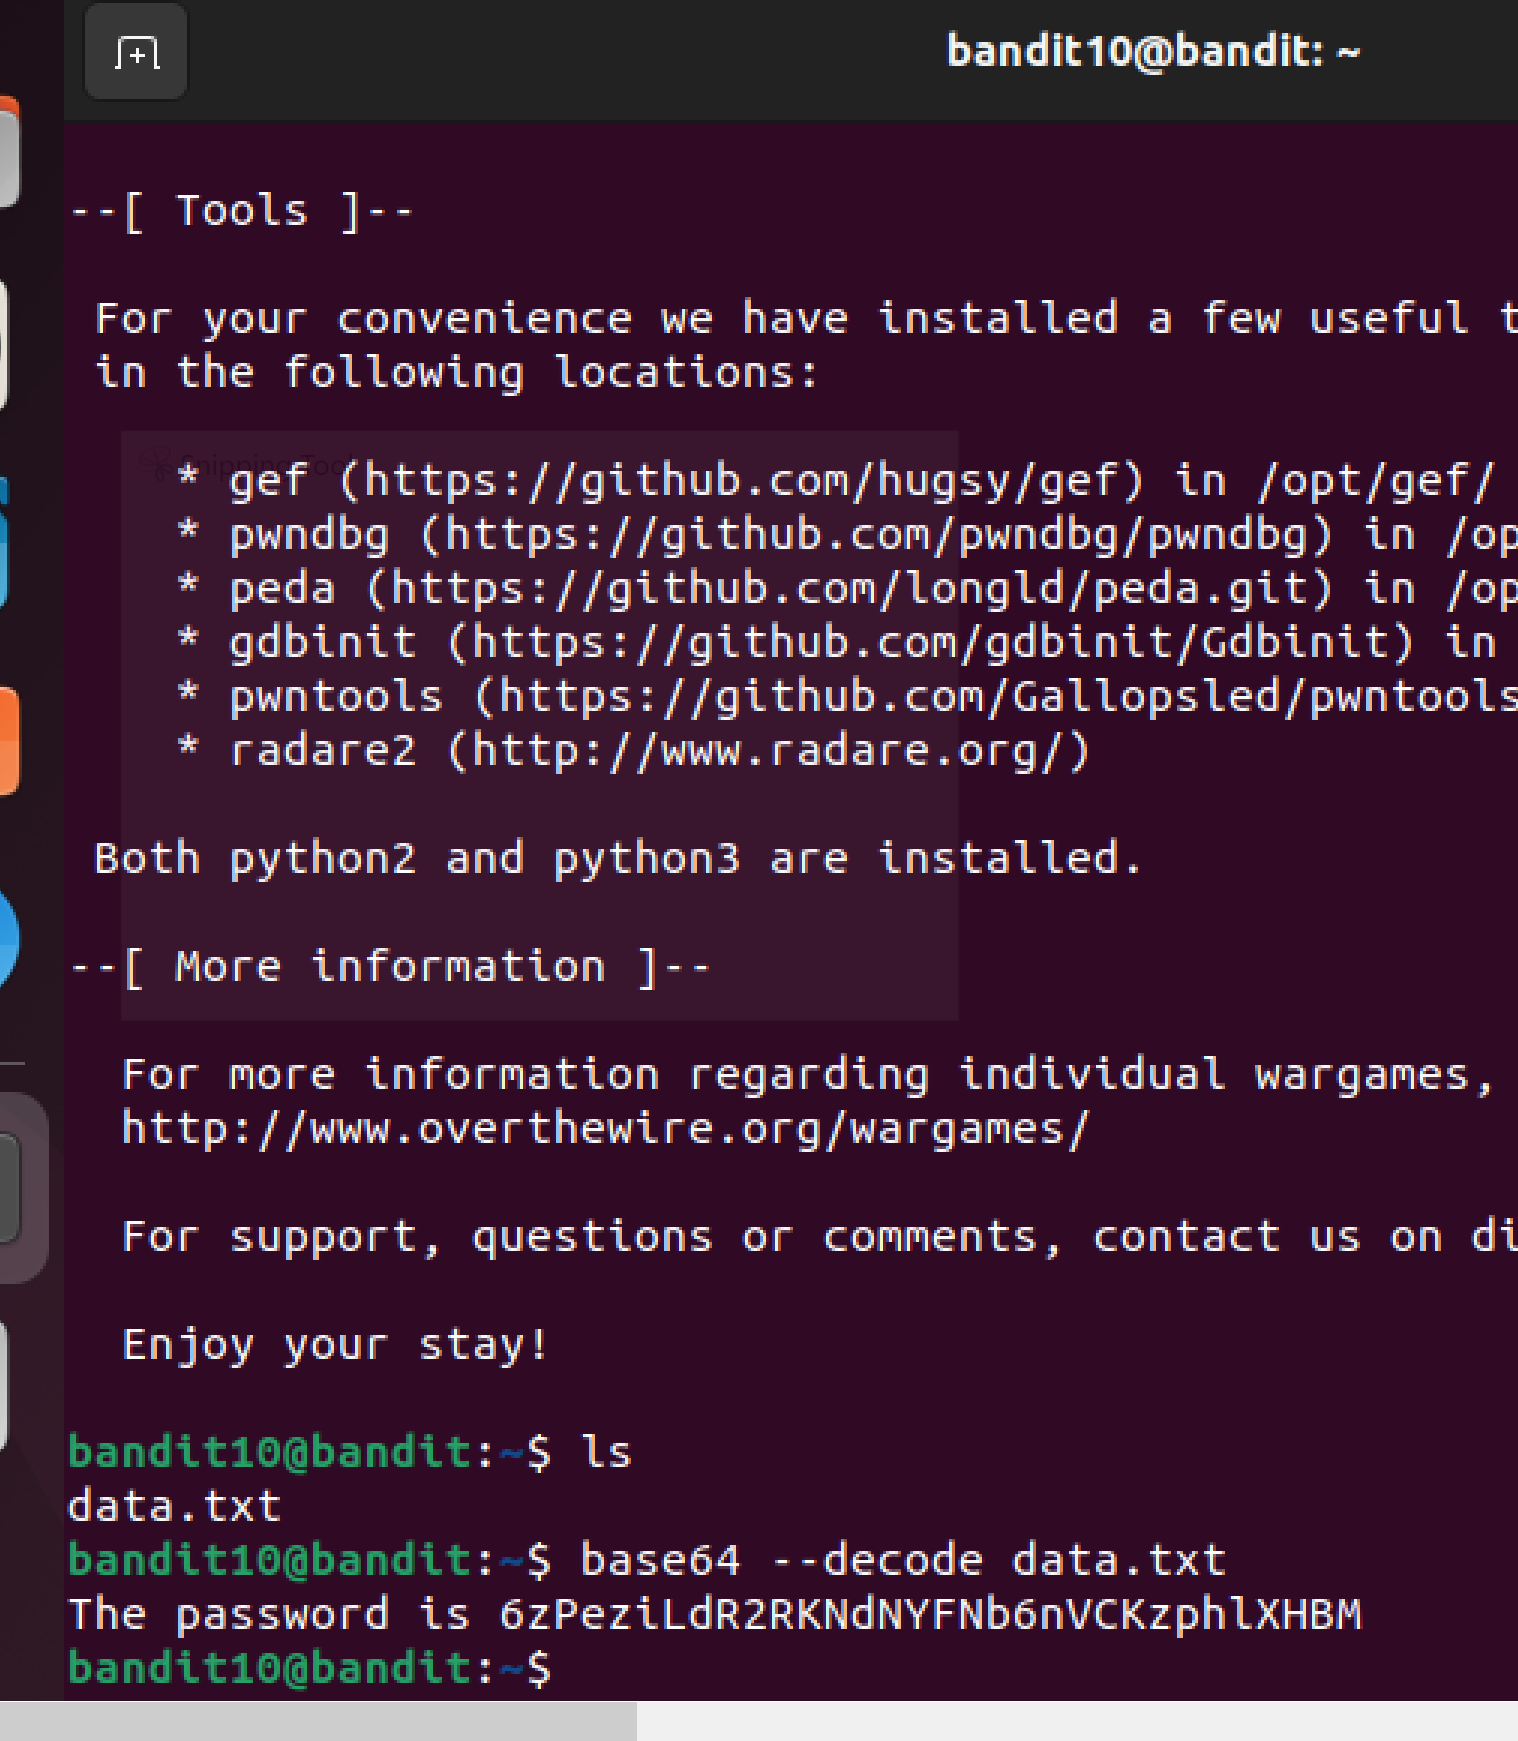 bandit10@bandit: ~
--[ Tools ]--
For your convenience we have installed a few useful
in the following locations:
Snipping Tool
* gef (https://github.com/hugsy/gef) in /opt/gef/
* pwndbg (https://github.com/pwndbg/pwndbg) in /op
* peda (https://github.com/longld/peda.git) in /op
* gdbinit (https://github.com/gdbinit/Gdbinit) in
* pwntools (https://github.com/Gallopsled/pwntools
* radare2 (http://www.radare.org/)
Both python2 and python3 are installed.
--[ More information ]--
For more information regarding individual wargames,
http://www.overthewire.org/wargames/
For support, questions or comments, contact us on di
Enjoy your stay!
bandit10@bandit:~$ ls
data.txt
bandit10@bandit:~$ base64 --decode data.txt
The password is 6zPeziLdR2RKNdNYFNb6nVCKzphlXHBM
bandit10@bandit:~$